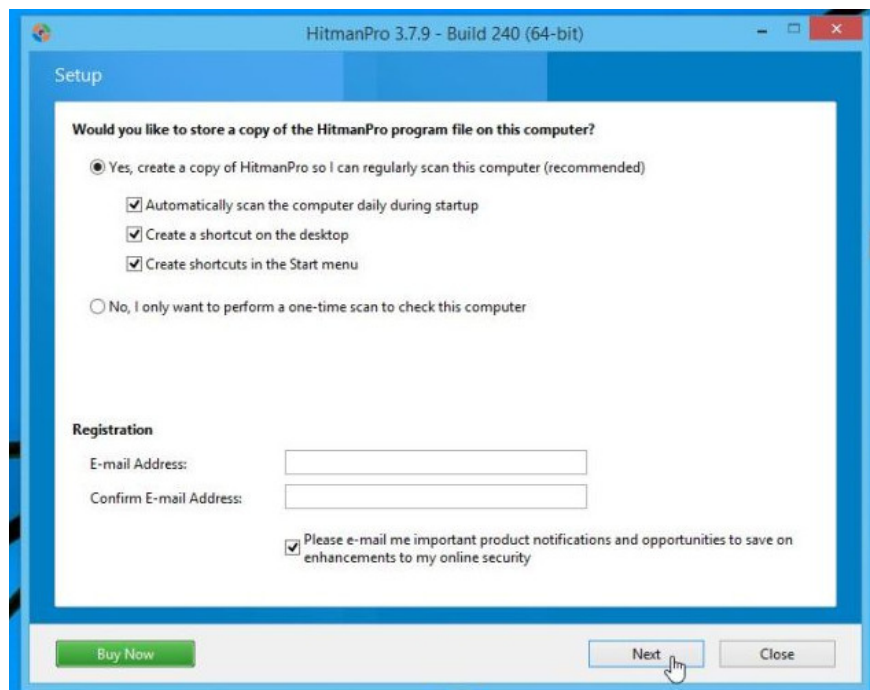 HitmanPro 3.7.9 - Build 240 (64-bit)
Setup
Would you like to store a copy of the HitmanPro program file on this computer?
Yes, create a copy of HitmanPro so I can regularly scan this computer (recommended)
Automatically scan the computer daily during startup
Create a shortcut on the desktop
Create shortcuts in the Start menu
No, I only want to perform a one-time scan to check this computer
Registration
E-mail Address:
Confirm E-mail Address:
Please e-mail me important product notifications and opportunities to save on
enhancements to my online security
Buy Now
Next
Close